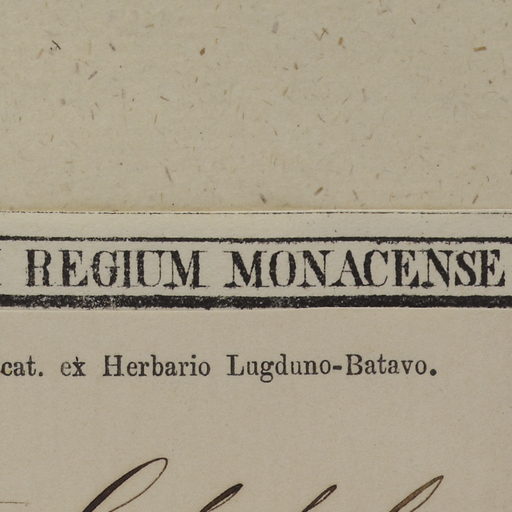 REGIUM MONACENSE
cat. ex Herbario Lugduno-Batavo.